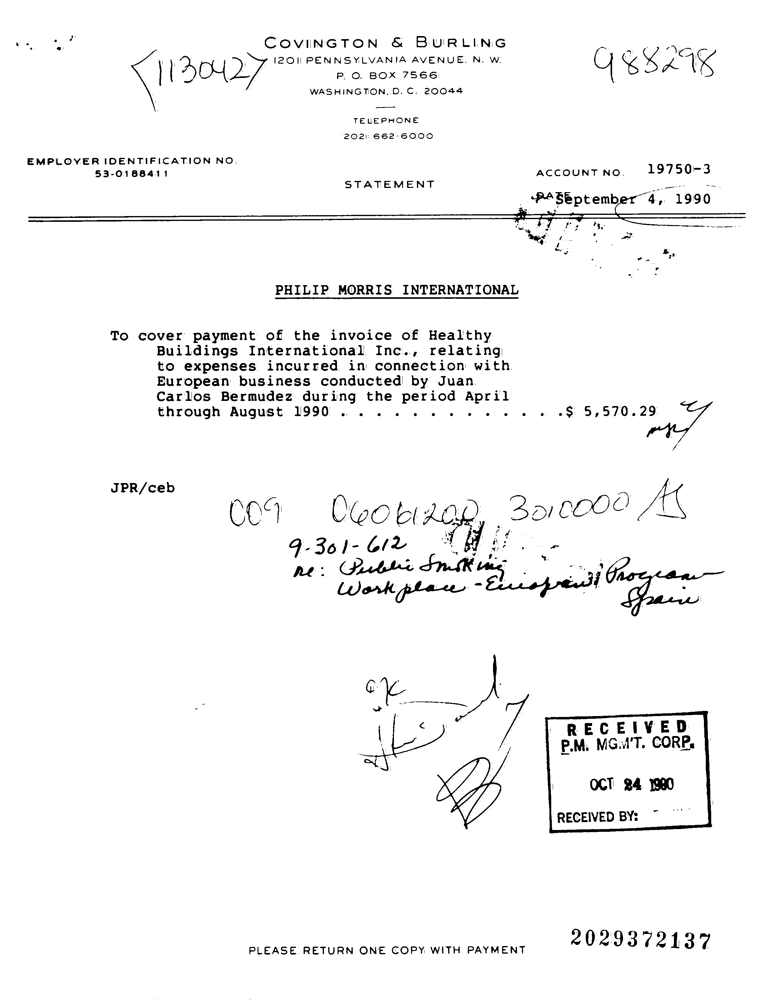 COVINGTON & BURLING
1201 PENNSYLVANIA AVENUE, N. W.
P. O. BOX 7566
WASHINGTON, D. C. 20044
TELEPHONE
202 662-6000
1130427
988298
EMPLOYER IDENTIFICATION NO.
53-0188411
STATEMENT
ACCOUNT NO. 19750-3
DATE September 4, 1990
PHILIP MORRIS INTERNATIONAL
To cover payment of the invoice of Healthy
Buildings International Inc., relating
to expenses incurred in connection with
European business conducted by Juan
Carlos Bermudez during the period April
through August 1990 . . . . . . . . . . . . . .$ 5,570.29
JPR/ceb
009 06061200 3010000
9-301-612
re: Public Smoking
Workplace - European Program
Spain
OK
RECEIVED
P.M. MGM'T. CORP.
OCT 24 1990
RECEIVED BY:
PLEASE RETURN ONE COPY WITH PAYMENT
2029372137